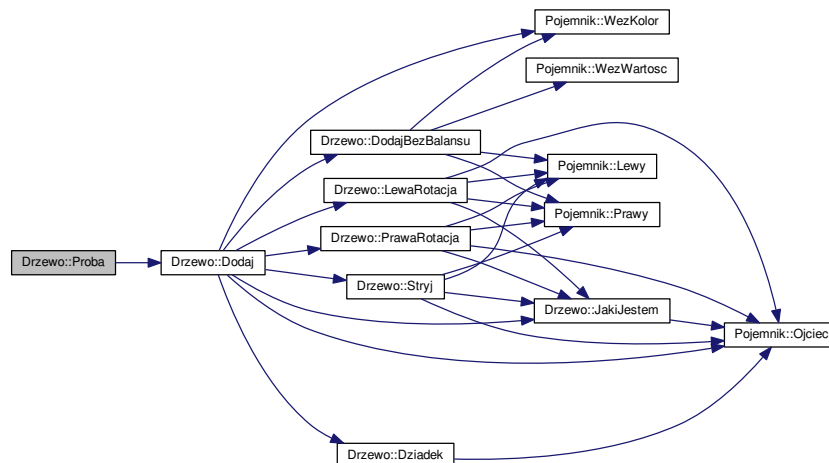 Pojemnik::WezKolor
Pojemnik::WezWartosc
Drzewo::DodajBezBalansu
Pojemnik::Lewy
Drzewo::LewaRotacja
Pojemnik::Prawy
Drzewo::PrawaRotacja
Drzewo::Proba
Drzewo::Dodaj
Drzewo::Stryj
Drzewo::JakiJestem
Pojemnik::Ojciec
Drzewo::Dziadek